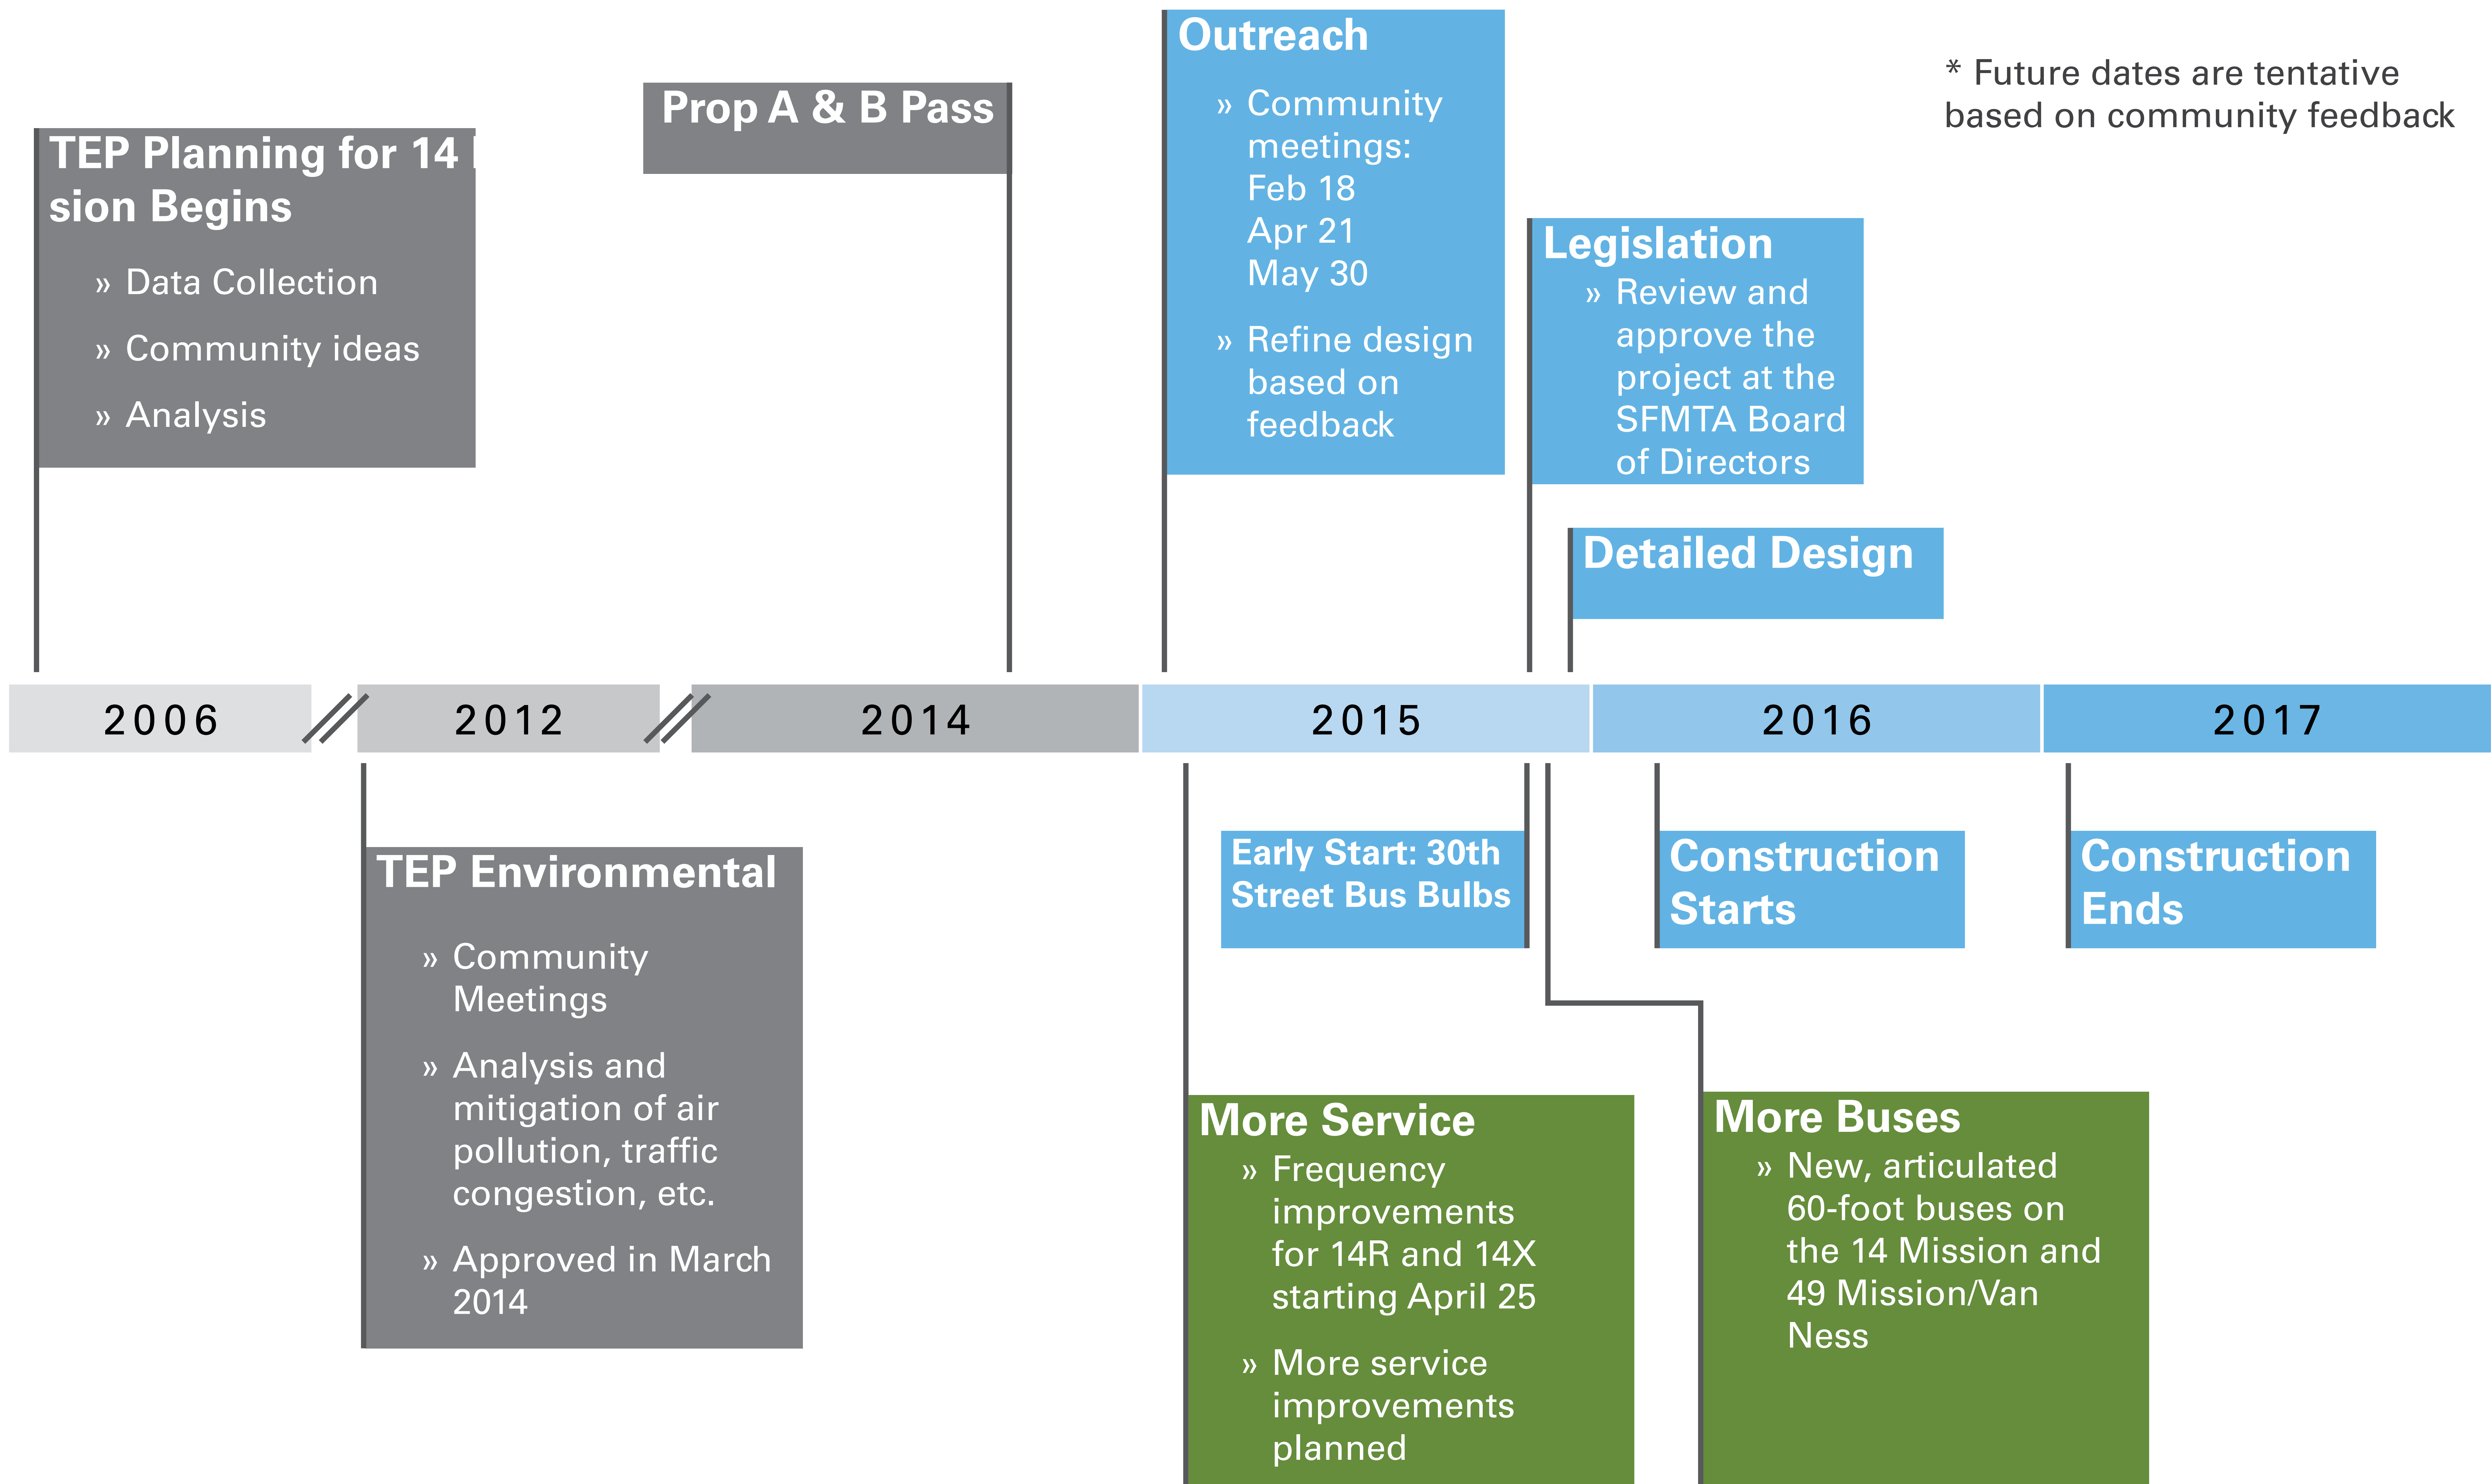 Outreach
» Community
meetings:
Feb 18
Apr 21
May 30
» Refine design
based on
feedback
* Future dates are tentative
based on community feedback
Prop A & B Pass
TEP Planning for 14
sion Begins
» Data Collection
» Community ideas
» Analysis
Legislation
» Review and
approve the
project at the
SFMTA Board
of Directors
Detailed Design
2006
2012
2014
2015
2016
2017
TEP Environmental
» Community
Meetings
» Analysis and
mitigation of air
pollution, traffic
congestion, etc.
» Approved in March
2014
Early Start: 30th
Street Bus Bulbs
Construction
Starts
Construction
Ends
More Service
» Frequency
improvements
for 14R and 14X
starting April 25
» More service
improvements
planned
More Buses
» New, articulated
60-foot buses on
the 14 Mission and
49 Mission/Van
Ness